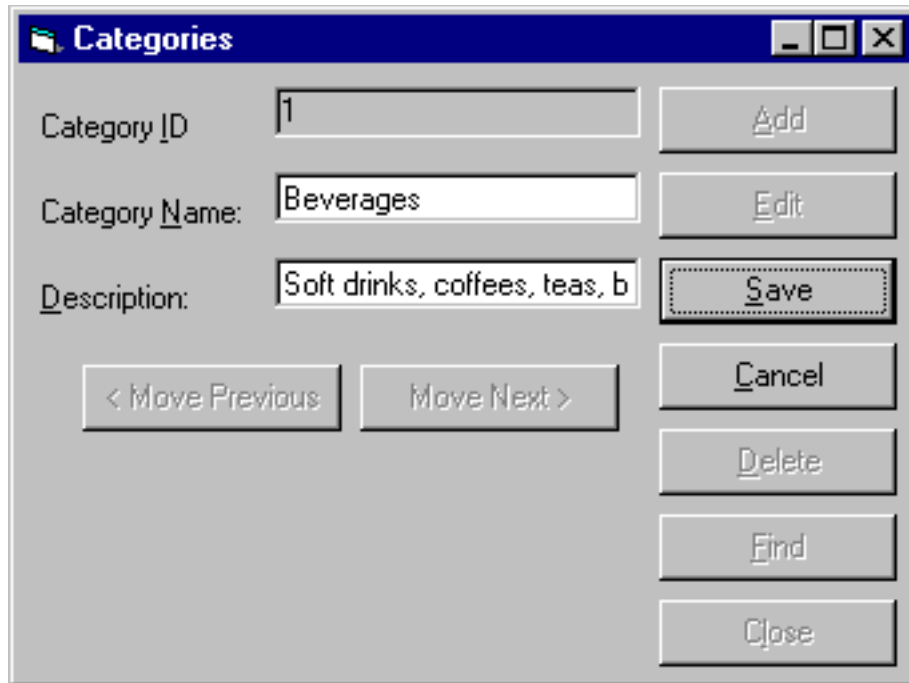 Categories
Category ID
1
Add
Category Name:
Beverages
Edit
Description:
Soft drinks, coffees, teas, b
Save
< Move Previous
Move Next >
Cancel
Delete
Find
Close